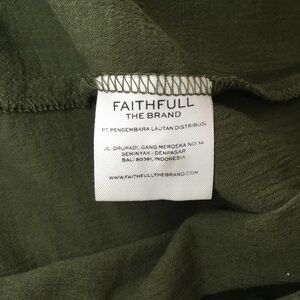 FAITHFULL
THE BRAND
PT. PENGEMBARA LAUTAN DISTRIBUSI
JL. DRUPADI, GANG MERDEKA NO.
SEMINYAK - DENPASAR
BALI 80361, INDONESIA
WWW.FAITHFULLTHEBRAND.COM